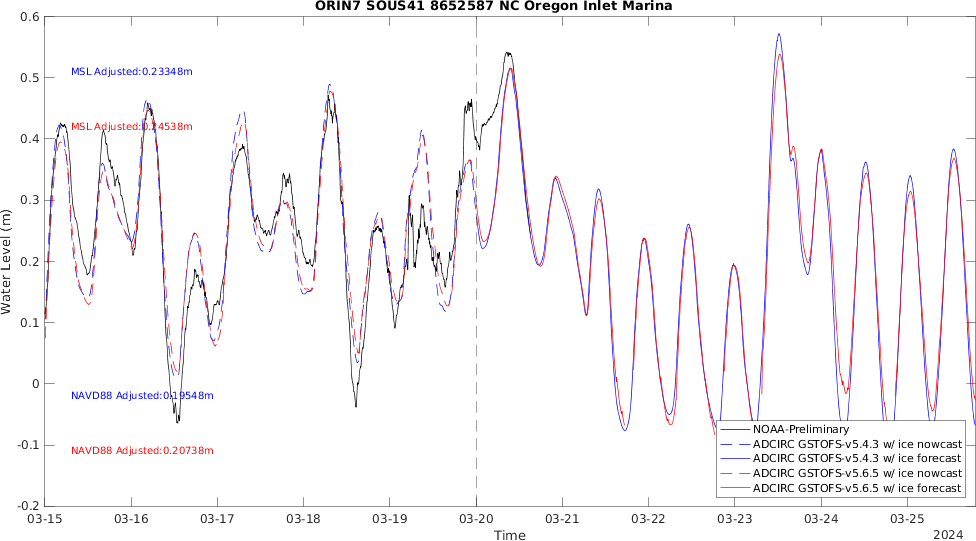 ORIN7 SOUS41 8652587 NC Oregon Inlet Marina
0.6
0.5
0.4
0.3
0.2
0.1
0
-0.1
-0.2
Water Level (m)
MSL Adjusted:0.23348m
MSL Adjusted:0.24538m
NAVD88 Adjusted:0.19548m
NAVD88 Adjusted:0.20738m
NOAA-Preliminary
ADCIRC GSTOFS-v5.4.3 w/ ice nowcast
ADCIRC GSTOFS-v5.4.3 w/ ice forecast
ADCIRC GSTOFS-v5.6.5 w/ ice nowcast
ADCIRC GSTOFS-v5.6.5 w/ ice forecast
03-15 03-16 03-17 03-18 03-19 03-20 03-21 03-22 03-23 03-24 03-25
Time
2024